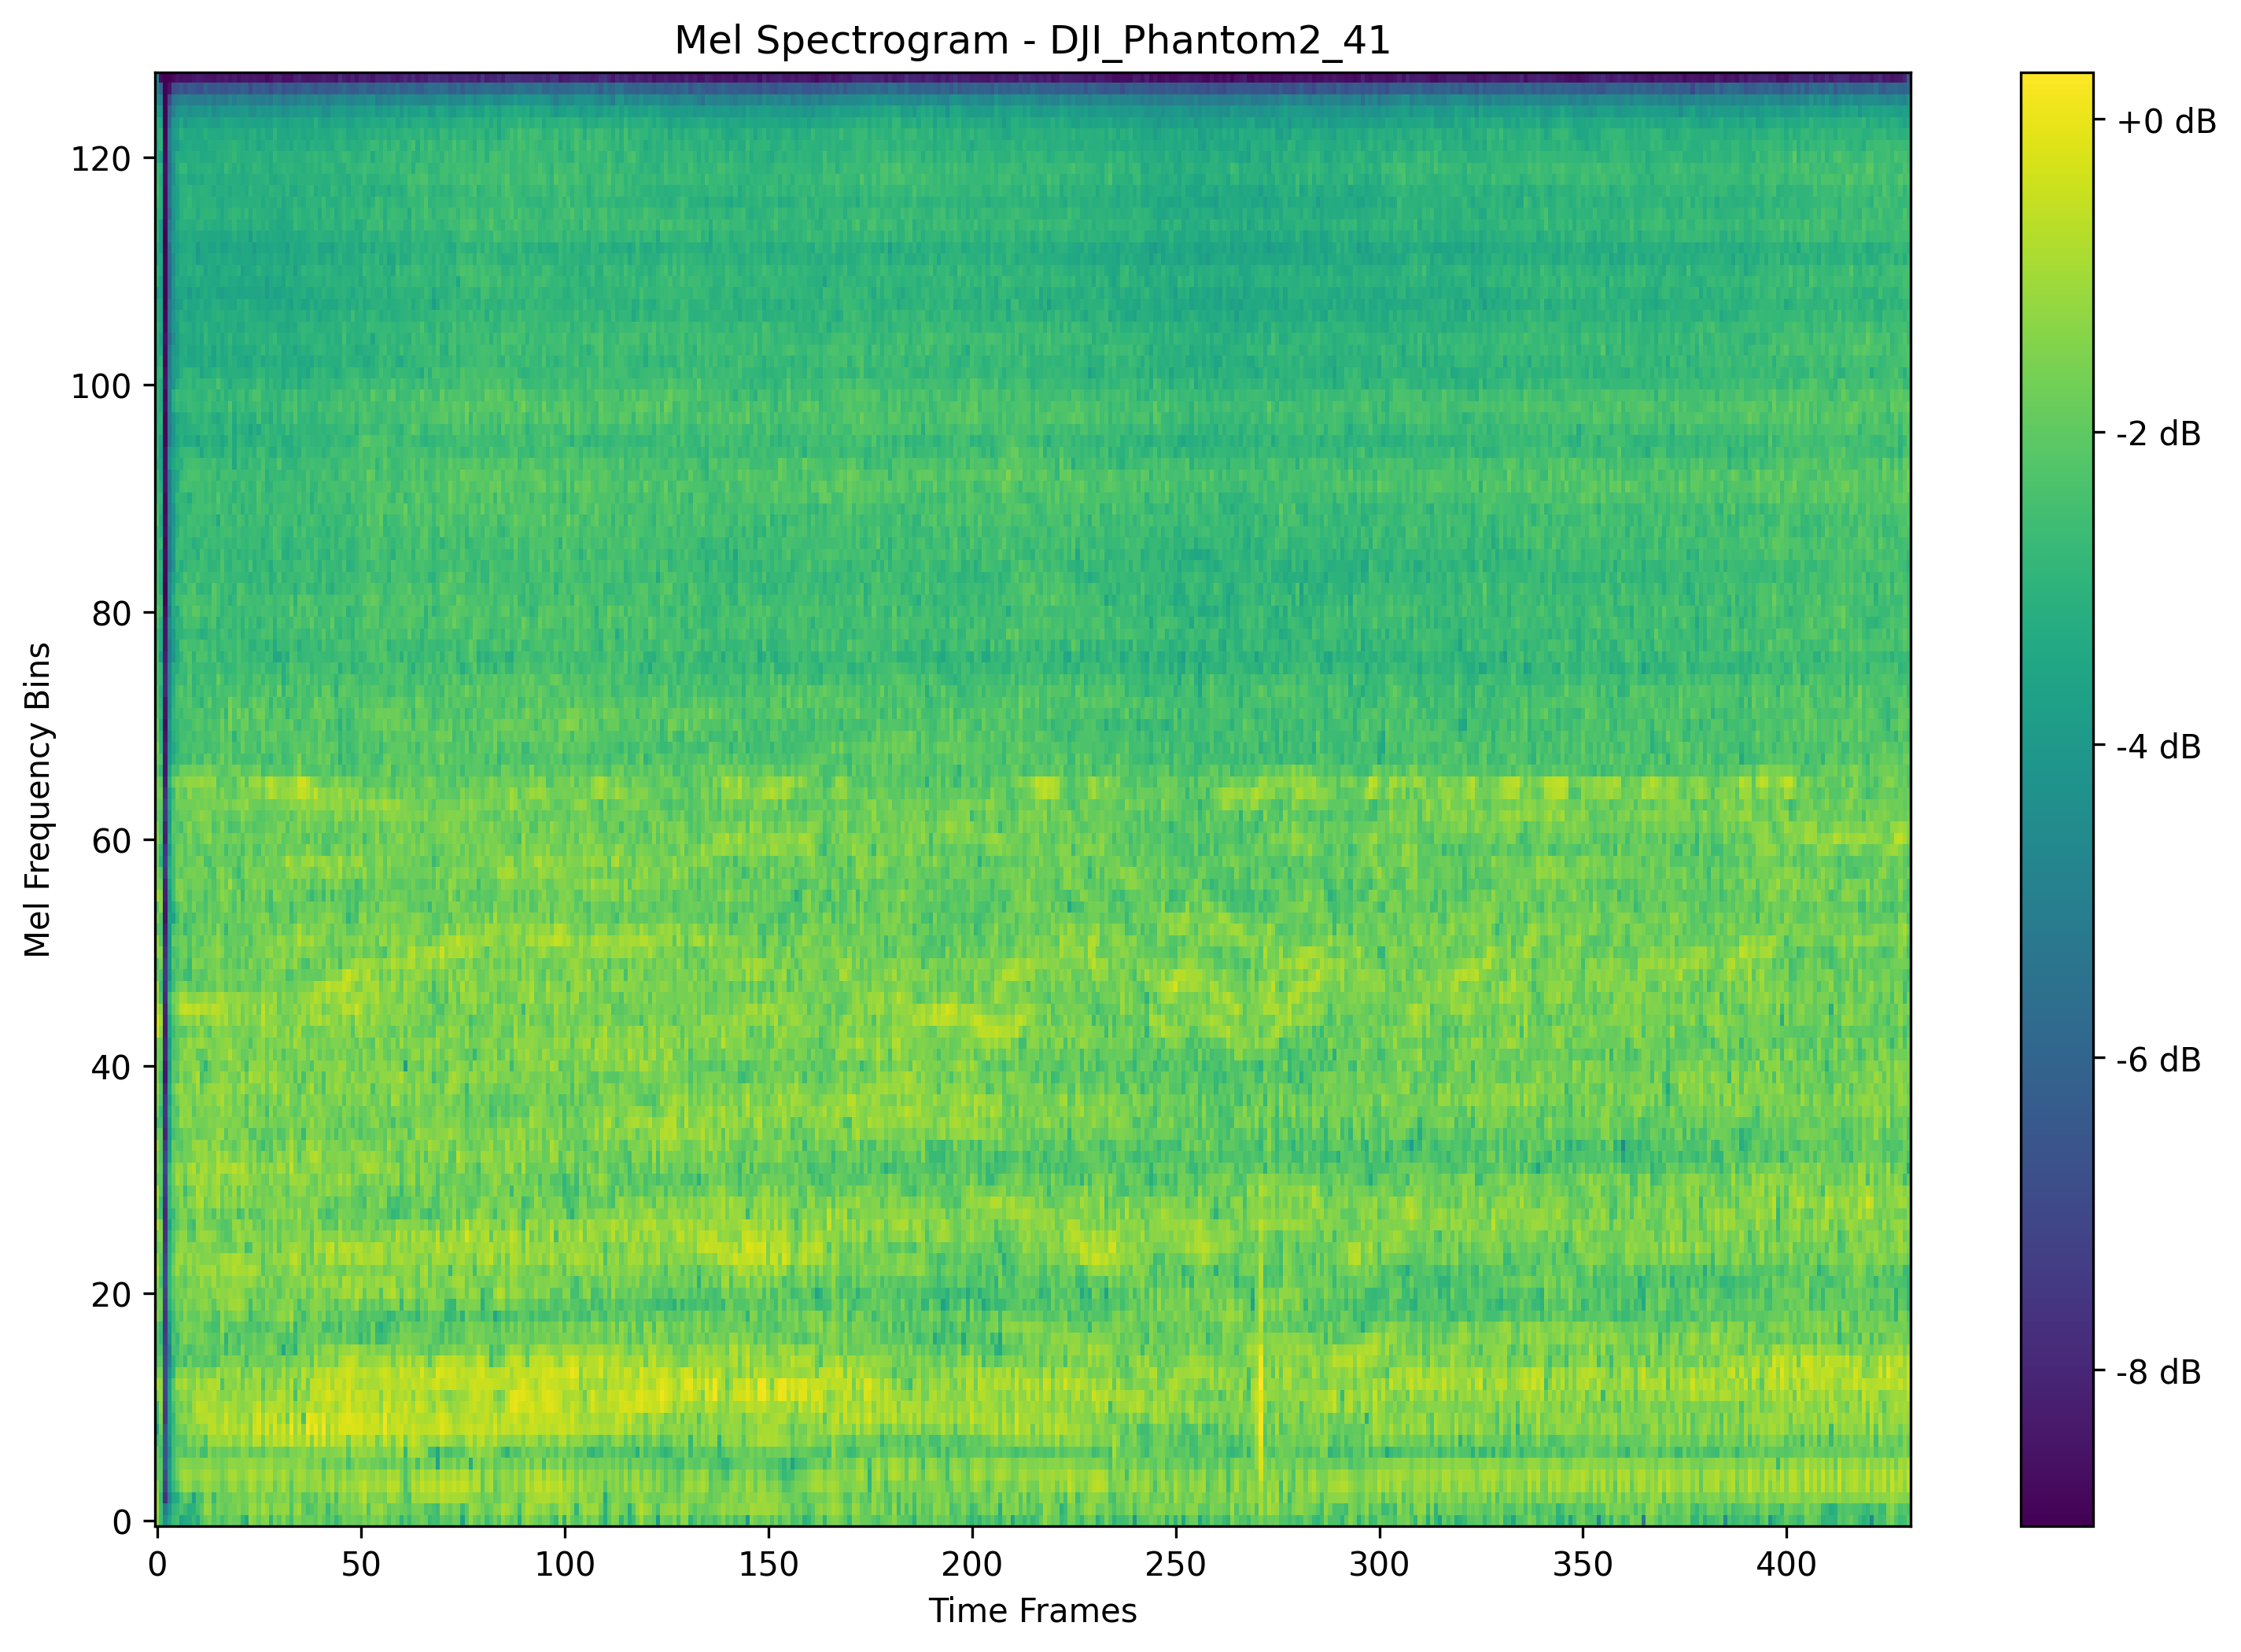 Mel Spectrogram - DJI_Phantom2_41
Mel Frequency Bins
120
100
80
60
40
20
0
0 50 100 150 200 250 300 350 400
Time Frames
+0 dB
-2 dB
-4 dB
-6 dB
-8 dB